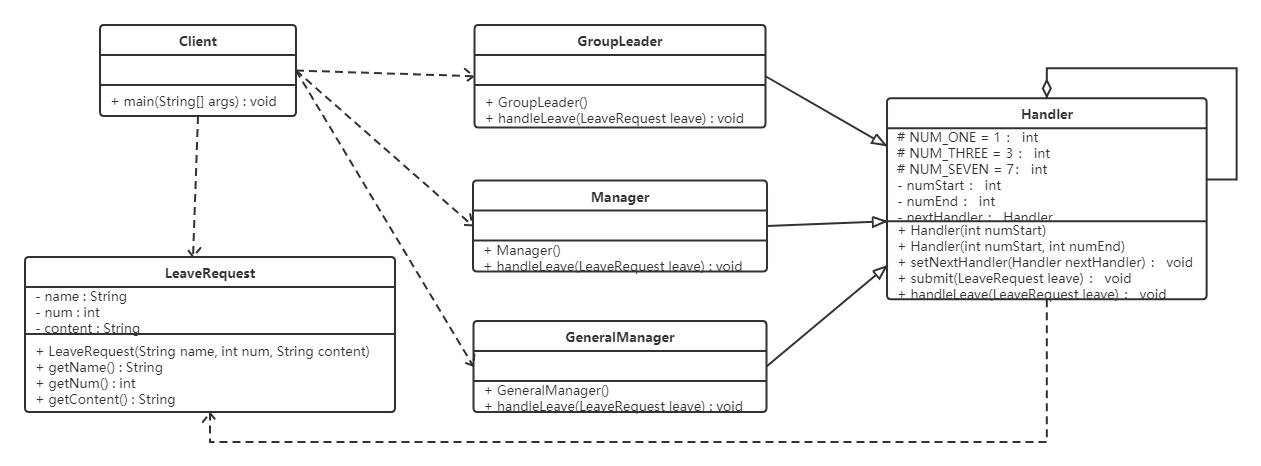 Client
+ main(String[] args) : void
LeaveRequest
- name : String
- num : int
- content : String
+ LeaveRequest(String name, int num, String content)
+ getName() : String
+ getNum() : int
+ getContent() : String
GroupLeader
+ GroupLeader()
+ handleLeave(LeaveRequest leave) : void
Manager
+ Manager()
+ handleLeave(LeaveRequest leave) : void
GeneralManager
+ GeneralManager()
+ handleLeave(LeaveRequest leave) : void
Handler
# NUM_ONE = 1： int
# NUM_THREE = 3： int
# NUM_SEVEN = 7： int
- numStart： int
- numEnd： int
- nextHandler： Handler
+ Handler(int numStart)
+ Handler(int numStart, int numEnd)
+ setNextHandler(Handler nextHandler)： void
+ submit(LeaveRequest leave)： void
+ handleLeave(LeaveRequest leave)： void